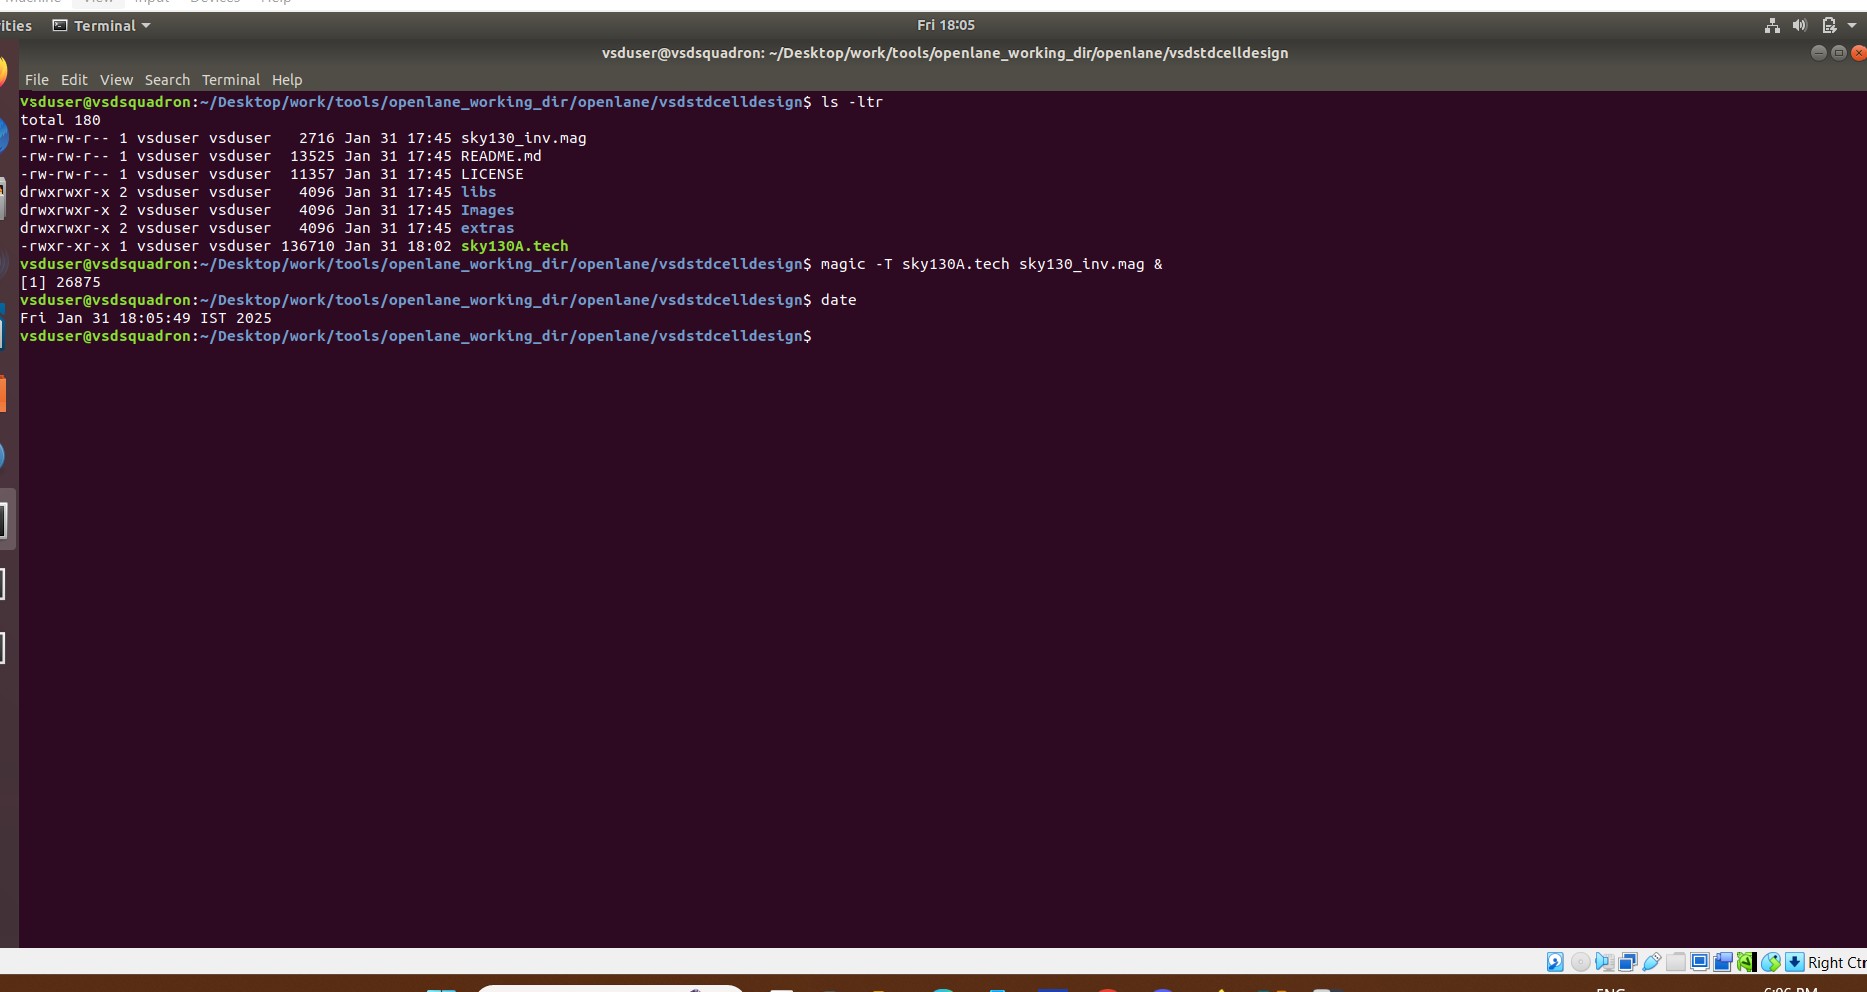 Terminal
Fri 18:05
vsduser@vsdsquadron: ~/Desktop/work/tools/openlane_working_dir/openlane/vsdstdcelldesign
File Edit View Search Terminal Help
vsduser@vsdsquadron:~/Desktop/work/tools/openlane_working_dir/openlane/vsdstdcelldesign$ ls -ltr
total 180
-rw-rw-r-- 1 vsduser vsduser   2716 Jan 31 17:45 sky130_inv.mag
-rw-rw-r-- 1 vsduser vsduser  13525 Jan 31 17:45 README.md
-rw-rw-r-- 1 vsduser vsduser  11357 Jan 31 17:45 LICENSE
drwxrwxr-x 2 vsduser vsduser   4096 Jan 31 17:45 libs
drwxrwxr-x 2 vsduser vsduser   4096 Jan 31 17:45 Images
drwxrwxr-x 2 vsduser vsduser   4096 Jan 31 17:45 extras
-rwxr-xr-x 1 vsduser vsduser 136710 Jan 31 18:02 sky130A.tech
vsduser@vsdsquadron:~/Desktop/work/tools/openlane_working_dir/openlane/vsdstdcelldesign$ magic -T sky130A.tech sky130_inv.mag &
[1] 26875
vsduser@vsdsquadron:~/Desktop/work/tools/openlane_working_dir/openlane/vsdstdcelldesign$ date
Fri Jan 31 18:05:49 IST 2025
vsduser@vsdsquadron:~/Desktop/work/tools/openlane_working_dir/openlane/vsdstdcelldesign$
Right